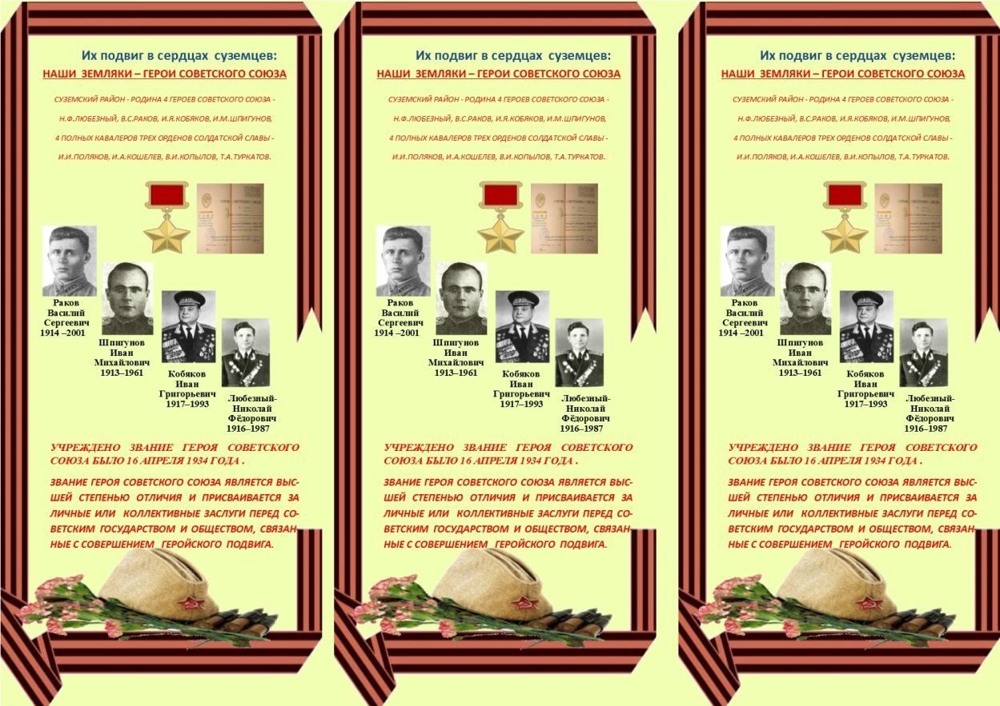 Их подвиг в сердцах суземцев:
НАШИ ЗЕМЛЯКИ – ГЕРОИ СОВЕТСКОГО СОЮЗА
СУЗЕМСКИЙ РАЙОН - РОДИНА 4 ГЕРОЕВ СОВЕТСКОГО СОЮЗА -
Н.Ф.ЛЮБЕЗНЫЙ, В.С.РАКОВ, И.Я.КОБЯКОВ, И.М.ШПИГУНОВ,
4 ПОЛНЫХ КАВАЛЕРОВ ТРЕХ ОРДЕНОВ СОЛДАТСКОЙ СЛАВЫ -
И.И.ПОЛЯКОВ, И.А.КОШЕЛЕВ, В.И.КОПЫЛОВ, Т.А.ТУРКАТОВ.
Раков
Василий
Сергеевич
1914 –2001
Шпигунов
Иван
Михайлович
1913–1961
Кобяков
Иван
Григорьевич
1917–1993
Любезный-
Николай
Фёдорович
1916–1987
УЧРЕЖДЕНО ЗВАНИЕ ГЕРОЯ СОВЕТСКОГО
СОЮЗА БЫЛО 16 АПРЕЛЯ 1934 ГОДА .
ЗВАНИЕ ГЕРОЯ СОВЕТСКОГО СОЮЗА ЯВЛЯЕТСЯ ВЫС-
ШЕЙ СТЕПЕНЬЮ ОТЛИЧИЯ И ПРИСВАИВАЕТСЯ ЗА
ЛИЧНЫЕ ИЛИ КОЛЛЕКТИВНЫЕ ЗАСЛУГИ ПЕРЕД СО-
ВЕТСКИМ ГОСУДАРСТВОМ И ОБЩЕСТВОМ, СВЯЗАН-
НЫЕ С СОВЕРШЕНИЕМ ГЕРОЙСКОГО ПОДВИГА.
Их подвиг в сердцах суземцев:
НАШИ ЗЕМЛЯКИ – ГЕРОИ СОВЕТСКОГО СОЮЗА
СУЗЕМСКИЙ РАЙОН - РОДИНА 4 ГЕРОЕВ СОВЕТСКОГО СОЮЗА -
Н.Ф.ЛЮБЕЗНЫЙ, В.С.РАКОВ, И.Я.КОБЯКОВ, И.М.ШПИГУНОВ,
4 ПОЛНЫХ КАВАЛЕРОВ ТРЕХ ОРДЕНОВ СОЛДАТСКОЙ СЛАВЫ -
И.И.ПОЛЯКОВ, И.А.КОШЕЛЕВ, В.И.КОПЫЛОВ, Т.А.ТУРКАТОВ.
Раков
Василий
Сергеевич
1914 –2001
Шпигунов
Иван
Михайлович
1913–1961
Кобяков
Иван
Григорьевич
1917–1993
Любезный-
Николай
Фёдорович
1916–1987
УЧРЕЖДЕНО ЗВАНИЕ ГЕРОЯ СОВЕТСКОГО
СОЮЗА БЫЛО 16 АПРЕЛЯ 1934 ГОДА .
ЗВАНИЕ ГЕРОЯ СОВЕТСКОГО СОЮЗА ЯВЛЯЕТСЯ ВЫС-
ШЕЙ СТЕПЕНЬЮ ОТЛИЧИЯ И ПРИСВАИВАЕТСЯ ЗА
ЛИЧНЫЕ ИЛИ КОЛЛЕКТИВНЫЕ ЗАСЛУГИ ПЕРЕД СО-
ВЕТСКИМ ГОСУДАРСТВОМ И ОБЩЕСТВОМ, СВЯЗАН-
НЫЕ С СОВЕРШЕНИЕМ ГЕРОЙСКОГО ПОДВИГА.
Их подвиг в сердцах суземцев:
НАШИ ЗЕМЛЯКИ – ГЕРОИ СОВЕТСКОГО СОЮЗА
СУЗЕМСКИЙ РАЙОН - РОДИНА 4 ГЕРОЕВ СОВЕТСКОГО СОЮЗА -
Н.Ф.ЛЮБЕЗНЫЙ, В.С.РАКОВ, И.Я.КОБЯКОВ, И.М.ШПИГУНОВ,
4 ПОЛНЫХ КАВАЛЕРОВ ТРЕХ ОРДЕНОВ СОЛДАТСКОЙ СЛАВЫ -
И.И.ПОЛЯКОВ, И.А.КОШЕЛЕВ, В.И.КОПЫЛОВ, Т.А.ТУРКАТОВ.
Раков
Василий
Сергеевич
1914 –2001
Шпигунов
Иван
Михайлович
1913–1961
Кобяков
Иван
Григорьевич
1917–1993
Любезный-
Николай
Фёдорович
1916–1987
УЧРЕЖДЕНО ЗВАНИЕ ГЕРОЯ СОВЕТСКОГО
СОЮЗА БЫЛО 16 АПРЕЛЯ 1934 ГОДА .
ЗВАНИЕ ГЕРОЯ СОВЕТСКОГО СОЮЗА ЯВЛЯЕТСЯ ВЫС-
ШЕЙ СТЕПЕНЬЮ ОТЛИЧИЯ И ПРИСВАИВАЕТСЯ ЗА
ЛИЧНЫЕ ИЛИ КОЛЛЕКТИВНЫЕ ЗАСЛУГИ ПЕРЕД СО-
ВЕТСКИМ ГОСУДАРСТВОМ И ОБЩЕСТВОМ, СВЯЗАН-
НЫЕ С СОВЕРШЕНИЕМ ГЕРОЙСКОГО ПОДВИГА.